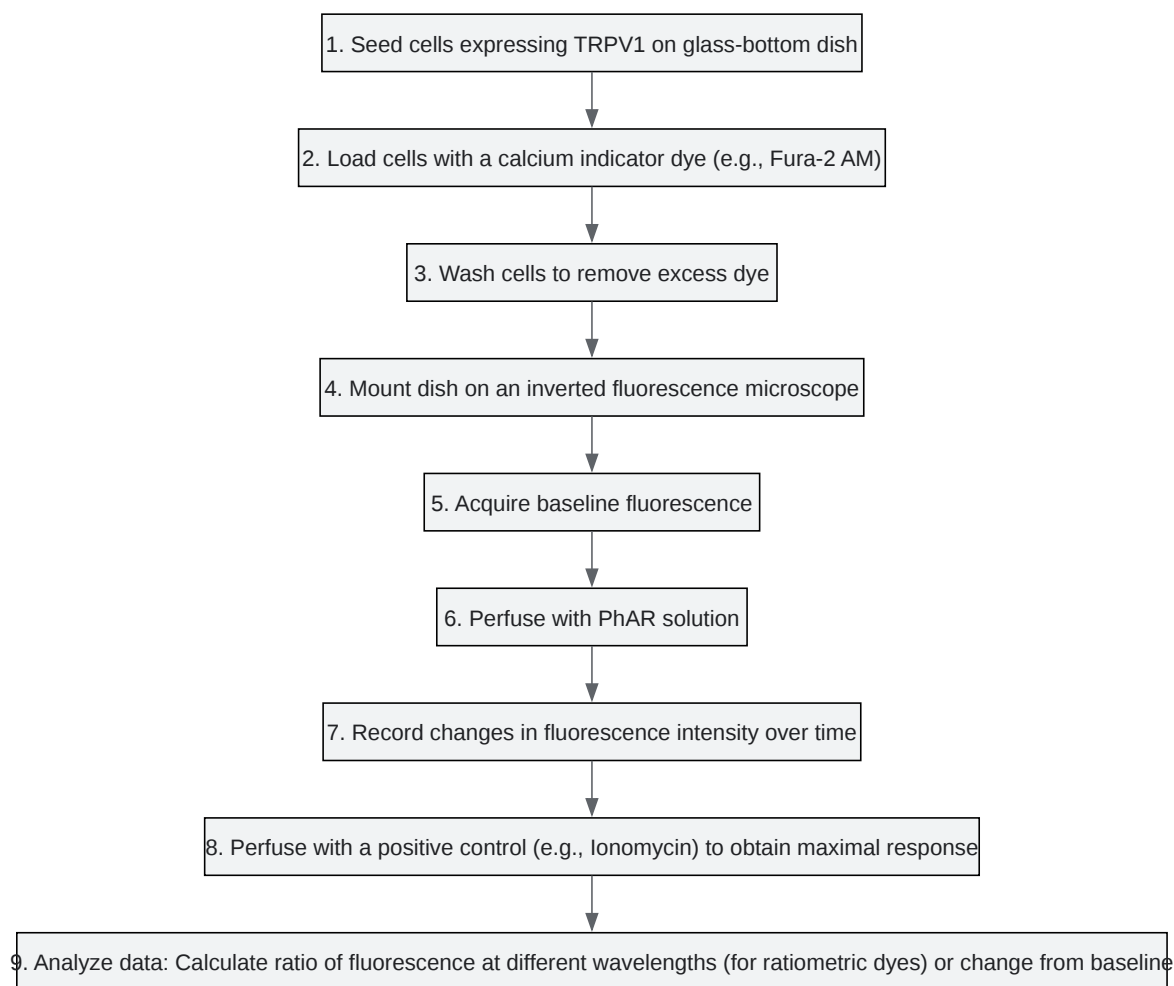 1. Seed cells expressing TRPV1 on glass-bottom dish
2. Load cells with a calcium indicator dye (e.g., Fura-2 AM)
3. Wash cells to remove excess dye
4. Mount dish on an inverted fluorescence microscope
5. Acquire baseline fluorescence
6. Perfuse with PhAR solution
7. Record changes in fluorescence intensity over time
8. Perfuse with a positive control (e.g., Ionomycin) to obtain maximal response
9. Analyze data: Calculate ratio of fluorescence at different wavelengths (for ratiometric dyes) or change from baseline